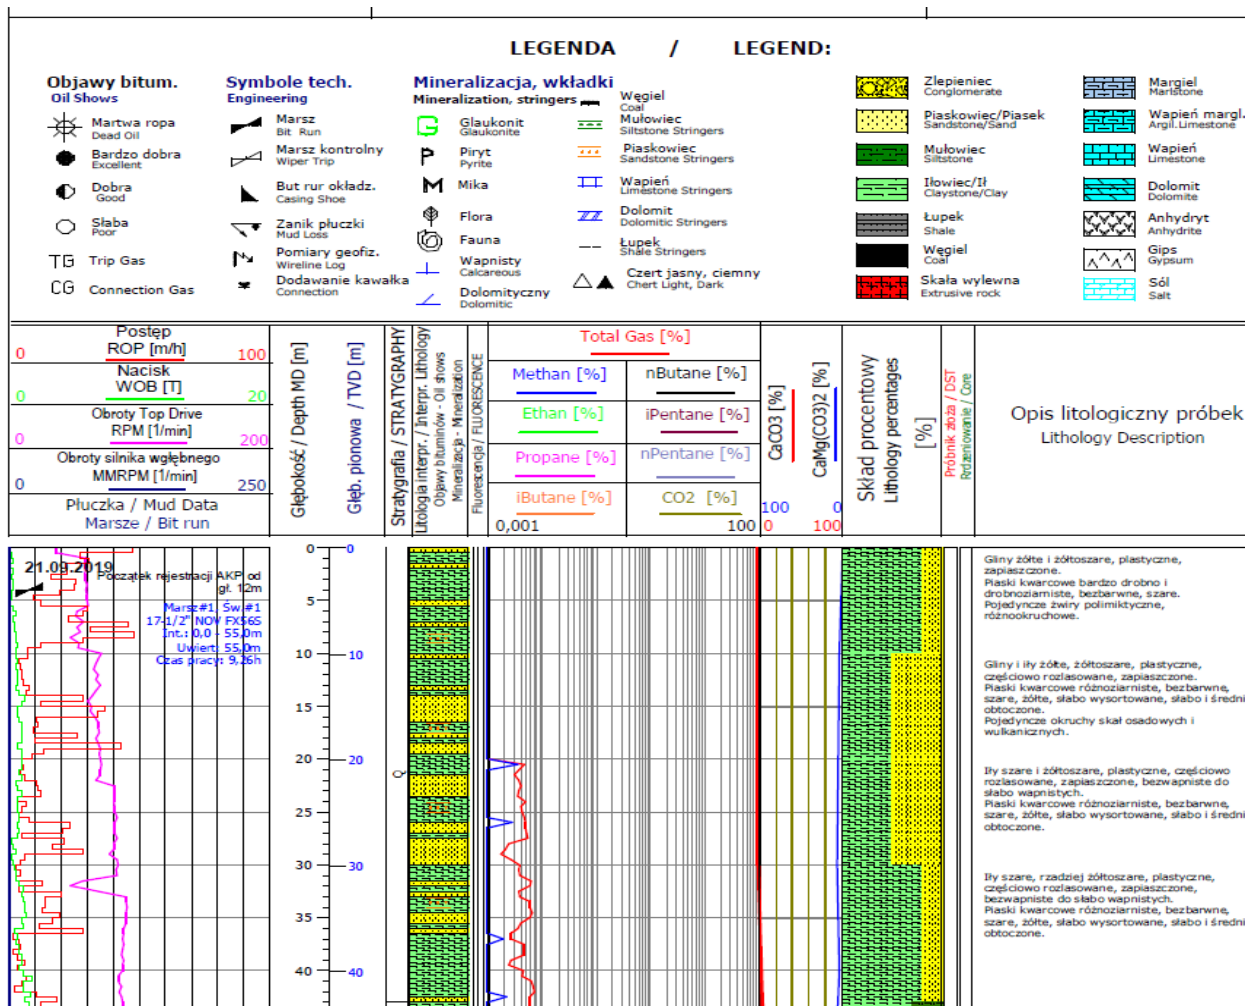 LEGENDA / LEGEND:
Objawy bitum.
Oil Shows
Martwa ropa
Dead Oil
Bardzo dobra
Excellent
Dobra
Good
Słaba
Poor
TG Trip Gas
CG Connection Gas
Symbole tech.
Engineering
Marsz
Bit Run
Marsz kontrolny
Wiper Trip
But rur okładz.
Casing Shoe
Zanik płuczki
Mud Loss
Pomiary geofiz.
Wireline Log
Dodawanie kawałka
Connection
Mineralizacja, wkładki
Mineralization, stringers
G Glaukonit
Glaukonite
P Piryt
Pyrite
M Mika
Flora
Fauna
Wapnisty
Calcareous
Dolomityczny
Dolomitic
Węgiel
Coal
Mułowiec
Siltstone Stringers
Piaskowiec
Sandstone Stringers
Wapień
Limestone Stringers
Dolomit
Dolomitic Stringers
Łupek
Shale Stringers
Czert jasny, ciemny
Chert Light, Dark
Zlepieniec
Conglomerate
Piaskowiec/Piasek
Sandstone/Sand
Mułowiec
Siltstone
Iłowiec/Ił
Claystone/Clay
Łupek
Shale
Węgiel
Coal
Skała wylewna
Extrusive rock
Margiel
Marlstone
Wapień margl.
Argil.Limestone
Wapień
Limestone
Dolomit
Dolomite
Anhydryt
Anhydrite
Gips
Gypsum
Sól
Salt
Postęp
0 ROP [m/h] 100
Nacisk
0 WOB [T] 20
Obroty Top Drive
0 RPM [1/min] 200
Obroty silnika wgłębnego
0 MMRPM [1/min] 250
Płuczka / Mud Data
Marsze / Bit run
Głębokość / Depth MD [m]
Głęb. pionowa / TVD [m]
Stratygrafia / STRATYGRAPHY
Litologia interpr. / Interpr. Lithology
Objawy bituminów - Oil shows
Mineralizacja - Mineralization
Fluorescencja / FLUORESCENCE
Total Gas [%]
Methan [%] nButane [%]
Ethan [%] iPentane [%]
Propane [%] nPentane [%]
iButane [%] CO2 [%]
0,001 100
CaCO3 [%]
CaMg(CO3)2 [%]
100 0
0 100
Skład procentowy
Lithology percentages
[%]
Próbnik złoża / DST
Rdzeniowanie / Core
Opis litologiczny próbek
Lithology Description
21.09.2019
Początek rejestracji AKP od
gł. 12m
Marsz#1, Św.#1
17-1/2" NOV FX56S
Int.: 0,0 - 55,0m
Uwiert: 55,0m
Czas pracy: 9,26h
0 0
5
10 10
15
20 20
25
30 30
35
40 40
Q
Gliny żółte i żółtoszare, plastyczne,
zapiaszczone.
Piaski kwarcowe bardzo drobno i
drobnoziarniste, bezbarwne, szare.
Pojedyncze żwiry polimiktyczne,
różnookruchowe.
Gliny i iły żółte, żółtoszare, plastyczne,
częściowo rozlasowane, zapiaszczone.
Piaski kwarcowe różnoziarniste, bezbarwne,
szare, żółte, słabo wysortowane, słabo i średni
obtoczone.
Pojedyncze okruchy skał osadowych i
wulkanicznych.
Iły szare i żółtoszare, plastyczne, częściowo
rozlasowane, zapiaszczone, bezwapniste do
słabo wapnistych.
Piaski kwarcowe różnoziarniste, bezbarwne,
szare, żółte, słabo wysortowane, słabo i średni
obtoczone.
Iły szare, rzadziej żółtoszare, plastyczne,
częściowo rozlasowane, zapiaszczone,
bezwapniste do słabo wapnistych.
Piaski kwarcowe różnoziarniste, bezbarwne,
szare, żółte, słabo wysortowane, słabo i średni
obtoczone.